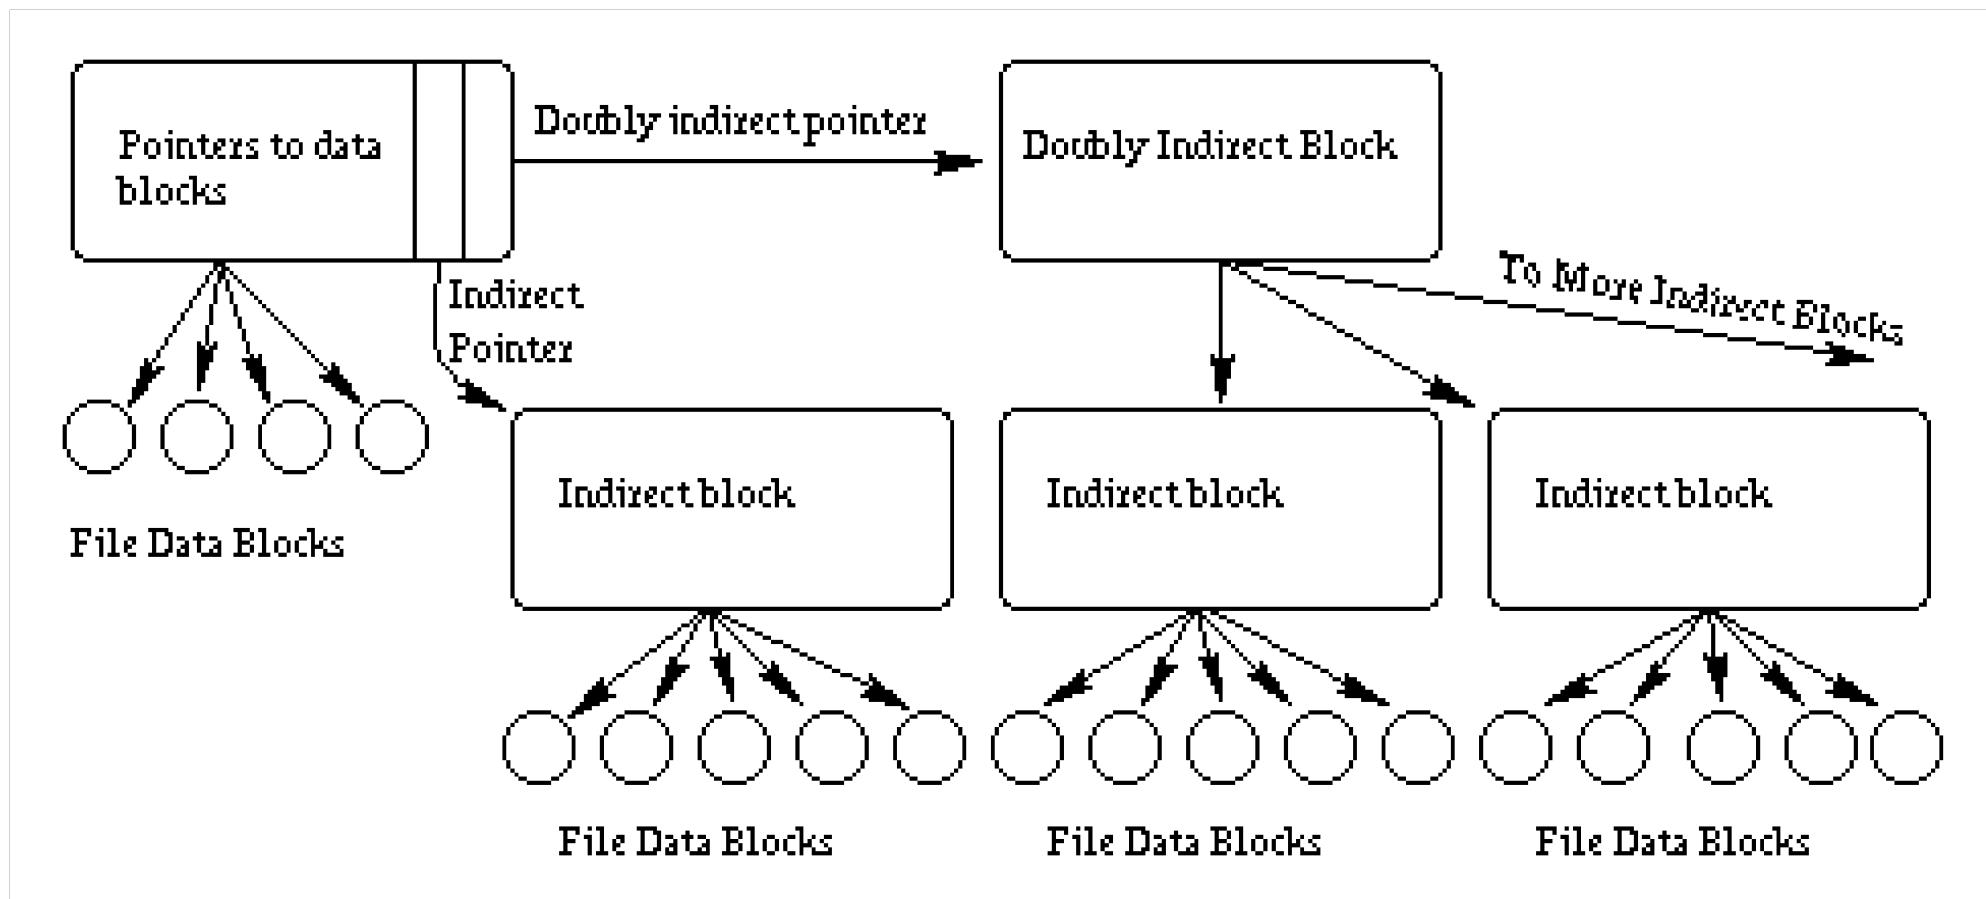 Pointers to data
blocks
Doubly indirect pointer
Doubly Indirect Block
Indirect
Pointer
To More Indirect Blocks
File Data Blocks
Indirect block
Indirect block
Indirect block
File Data Blocks
File Data Blocks
File Data Blocks